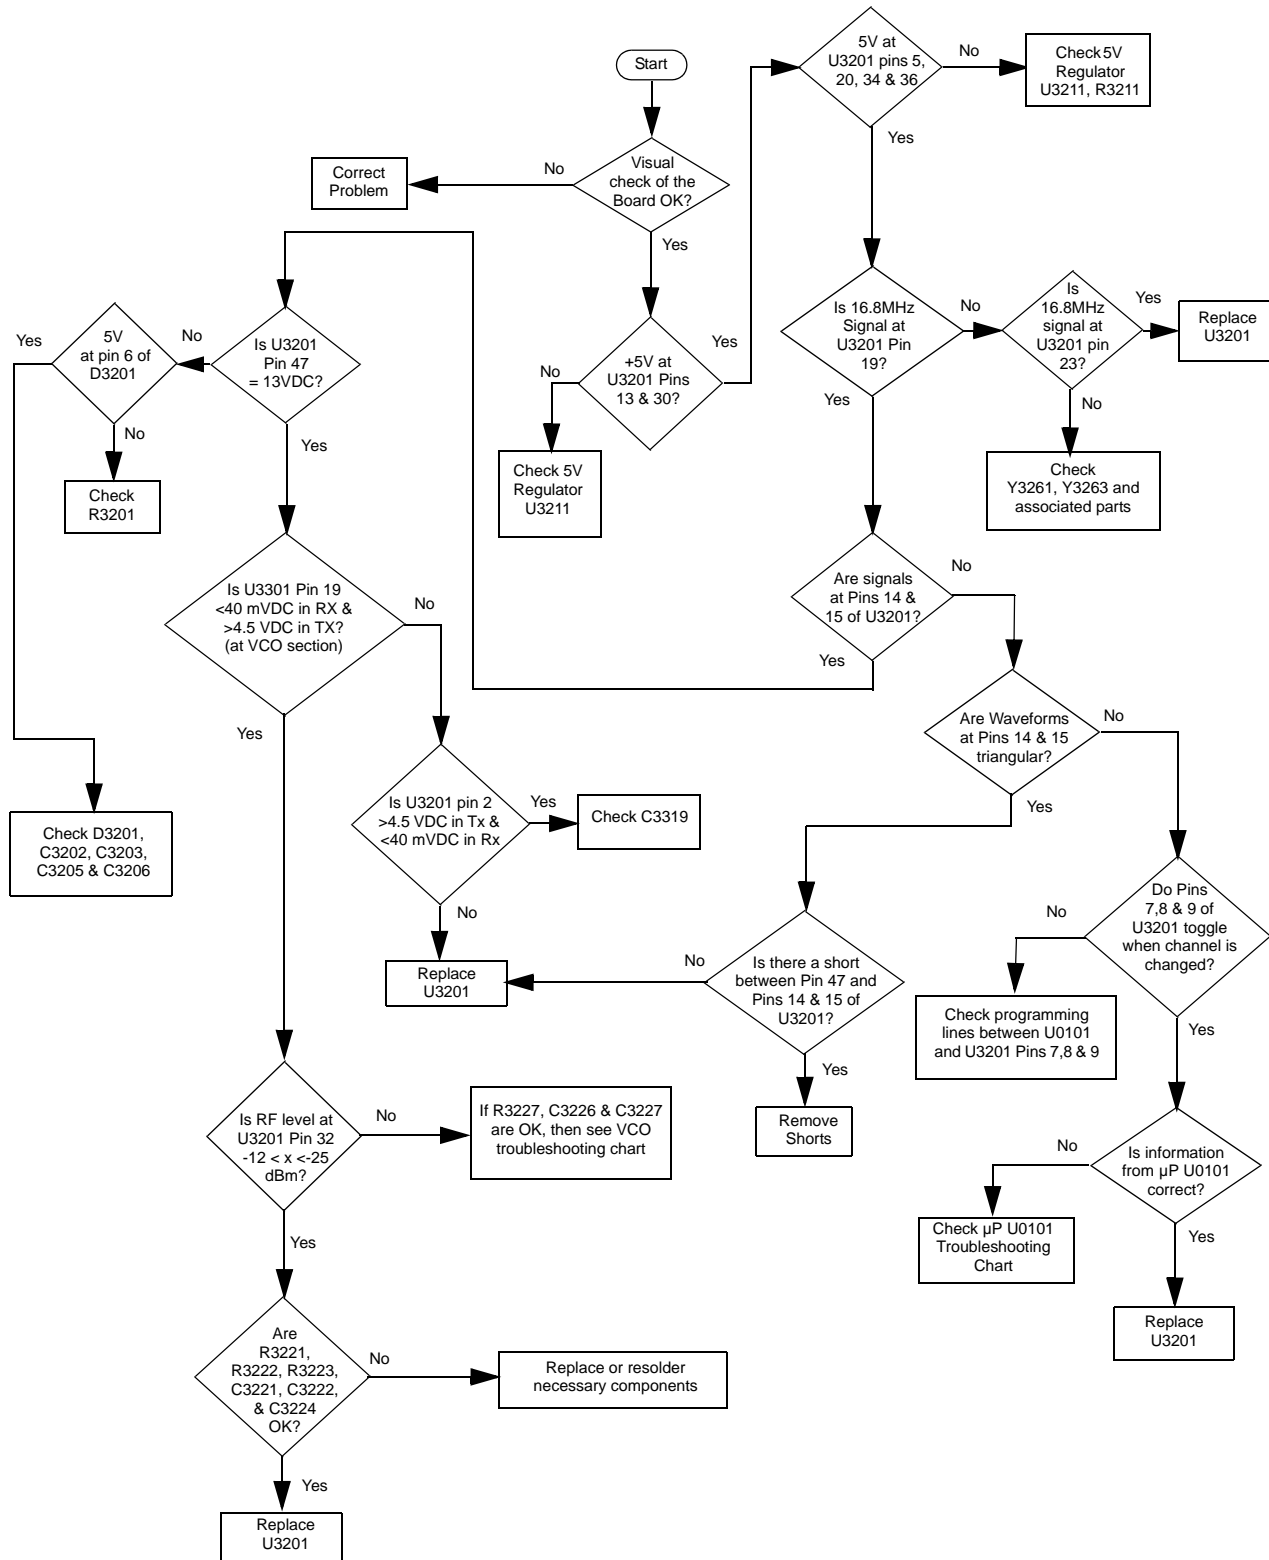 Start
Visual
check of the
Board OK?
No
Correct
Problem
Yes
+5V at
U3201 Pins
13 & 30?
No
Check 5V
Regulator
U3211
Yes
5V at
U3201 pins 5,
20, 34 & 36
No
Check 5V
Regulator
U3211, R3211
Yes
Is 16.8MHz
Signal at
U3201 Pin
19?
No
Is
16.8MHz
signal at
U3201 pin
23?
Yes
Replace
U3201
No
Check
Y3261, Y3263 and
associated parts
Yes
Are signals
at Pins 14 &
15 of U3201?
No
Yes
Is U3201
Pin 47
= 13VDC?
No
5V
at pin 6 of
D3201
Yes
No
Check
R3201
Check D3201,
C3202, C3203,
C3205 & C3206
Yes
Is U3301 Pin 19
<40 mVDC in RX &
>4.5 VDC in TX?
(at VCO section)
No
Yes
Is U3201 pin 2
>4.5 VDC in Tx &
<40 mVDC in Rx
Yes
Check C3319
No
Replace
U3201
Are Waveforms
at Pins 14 & 15
triangular?
No
Yes
Is there a short
between Pin 47 and
Pins 14 & 15 of
U3201?
No
Yes
Remove
Shorts
Do Pins
7,8 & 9 of
U3201 toggle
when channel is
changed?
No
Check programming
lines between U0101
and U3201 Pins 7,8 & 9
Yes
Is information
from µP U0101
correct?
No
Check µP U0101
Troubleshooting
Chart
Yes
Replace
U3201
Is RF level at
U3201 Pin 32
-12 < x <-25
dBm?
No
If R3227, C3226 & C3227
are OK, then see VCO
troubleshooting chart
Yes
Are
R3221,
R3222, R3223,
C3221, C3222,
& C3224
OK?
No
Replace or resolder
necessary components
Yes
Replace
U3201